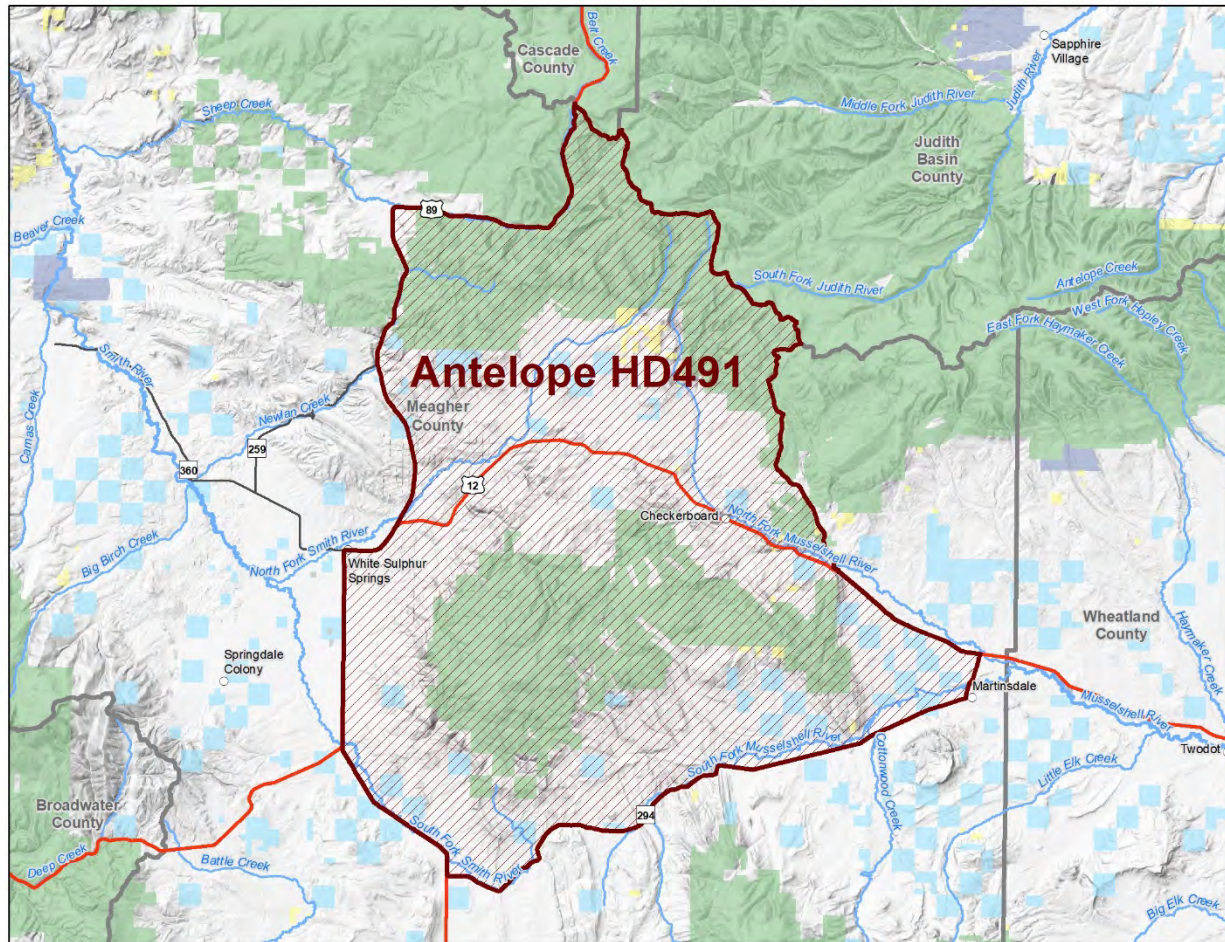 Belt Creek
Cascade
County
Sapphire
Village
Judith River
Middle Fork Judith River
Sheep Creek
Judith
Basin
County
89
Beaver Creek
South Fork Judith River
Antelope Creek
West Fork Hopley Creek
East Fork Haymaker Creek
Smith River
Antelope HD491
Camas Creek
Newlan Creek
Meagher
County
259
360
12
Big Birch Creek
Checkerboard
North Fork Musselshell River
North Fork Smith River
White Sulphur
Springs
Wheatland
County
Haymaker Creek
Springdale
Colony
Martinsdale
Musselshell River
South Fork Musselshell River
Twodot
Cottonwood Creek
Little Elk Creek
Broadwater
County
294
Deep Creek
Battle Creek
South Fork Smith River
Big Elk Creek